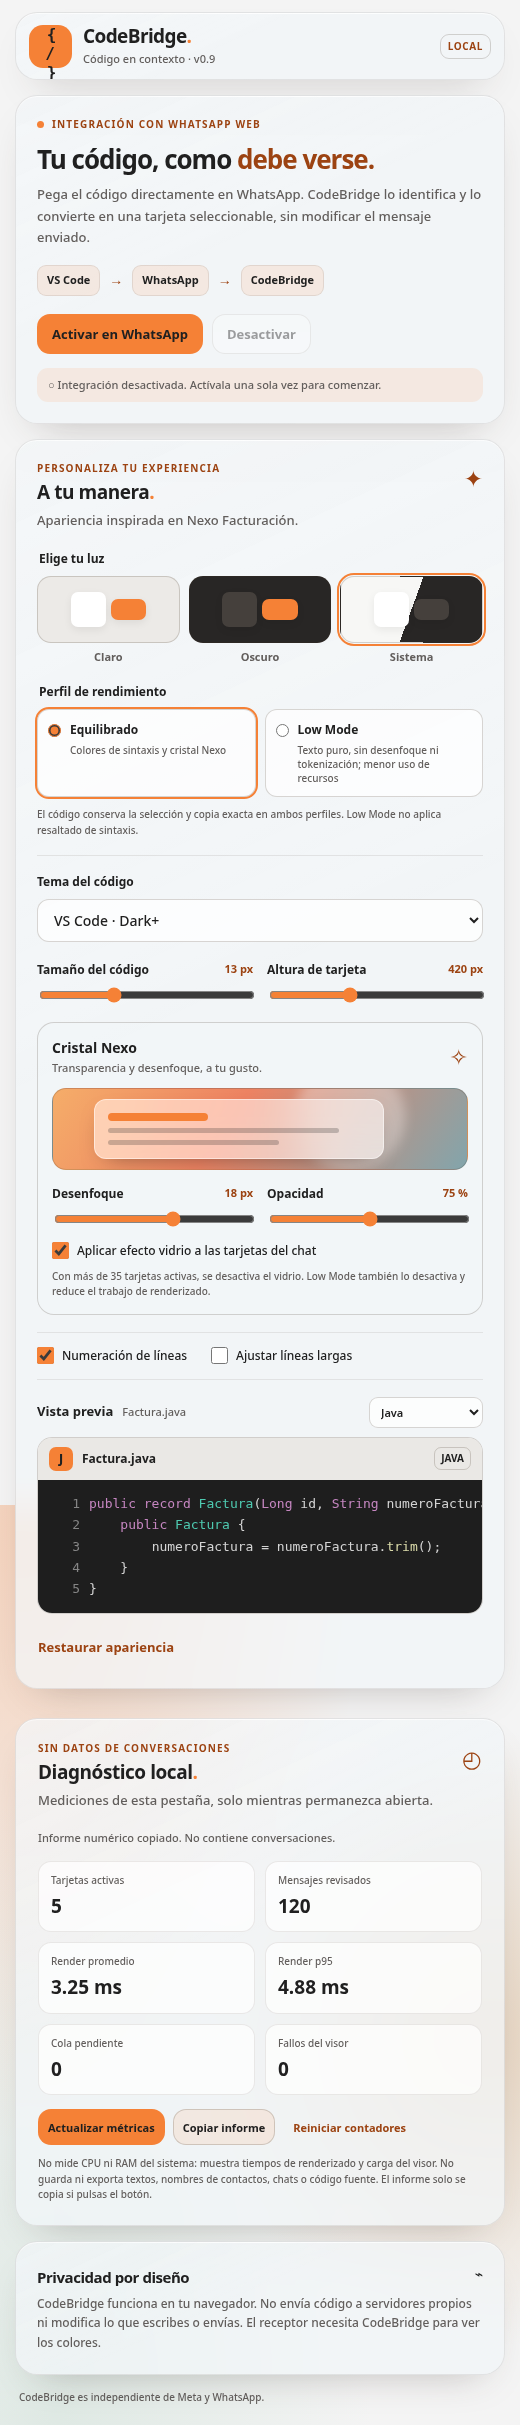 {
/
}
CodeBridge.
Código en contexto · v0.9
LOCAL
INTEGRACIÓN CON WHATSAPP WEB
Tu código, como debe verse.
Pega el código directamente en WhatsApp. CodeBridge lo identifica y lo
convierte en una tarjeta seleccionable, sin modificar el mensaje
enviado.
VS Code → WhatsApp → CodeBridge
Activar en WhatsApp
Desactivar
○ Integración desactivada. Actívala una sola vez para comenzar.
PERSONALIZA TU EXPERIENCIA
A tu manera.
Apariencia inspirada en Nexo Facturación.
Elige tu luz
Claro
Oscuro
Sistema
Perfil de rendimiento
Equilibrado
Colores de sintaxis y cristal Nexo
Low Mode
Texto puro, sin desenfoque ni
tokenización; menor uso de
recursos
El código conserva la selección y copia exacta en ambos perfiles. Low Mode no aplica
resaltado de sintaxis.
Tema del código
VS Code · Dark+
Tamaño del código 13 px
Altura de tarjeta 420 px
Cristal Nexo
Transparencia y desenfoque, a tu gusto.
Desenfoque 18 px
Opacidad 75 %
Aplicar efecto vidrio a las tarjetas del chat
Con más de 35 tarjetas activas, se desactiva el vidrio. Low Mode también lo desactiva y
reduce el trabajo de renderizado.
Numeración de líneas
Ajustar líneas largas
Vista previa Factura.java
Java
J Factura.java
JAVA
1 public record Factura(Long id, String numeroFactura
2     public Factura {
3         numeroFactura = numeroFactura.trim();
4     }
5 }
Restaurar apariencia
SIN DATOS DE CONVERSACIONES
Diagnóstico local.
Mediciones de esta pestaña, solo mientras permanezca abierta.
Informe numérico copiado. No contiene conversaciones.
Tarjetas activas
5
Mensajes revisados
120
Render promedio
3.25 ms
Render p95
4.88 ms
Cola pendiente
0
Fallos del visor
0
Actualizar métricas
Copiar informe
Reiniciar contadores
No mide CPU ni RAM del sistema: muestra tiempos de renderizado y carga del visor. No
guarda ni exporta textos, nombres de contactos, chats o código fuente. El informe solo se
copia si pulsas el botón.
Privacidad por diseño
CodeBridge funciona en tu navegador. No envía código a servidores propios
ni modifica lo que escribes o envías. El receptor necesita CodeBridge para ver
los colores.
CodeBridge es independiente de Meta y WhatsApp.